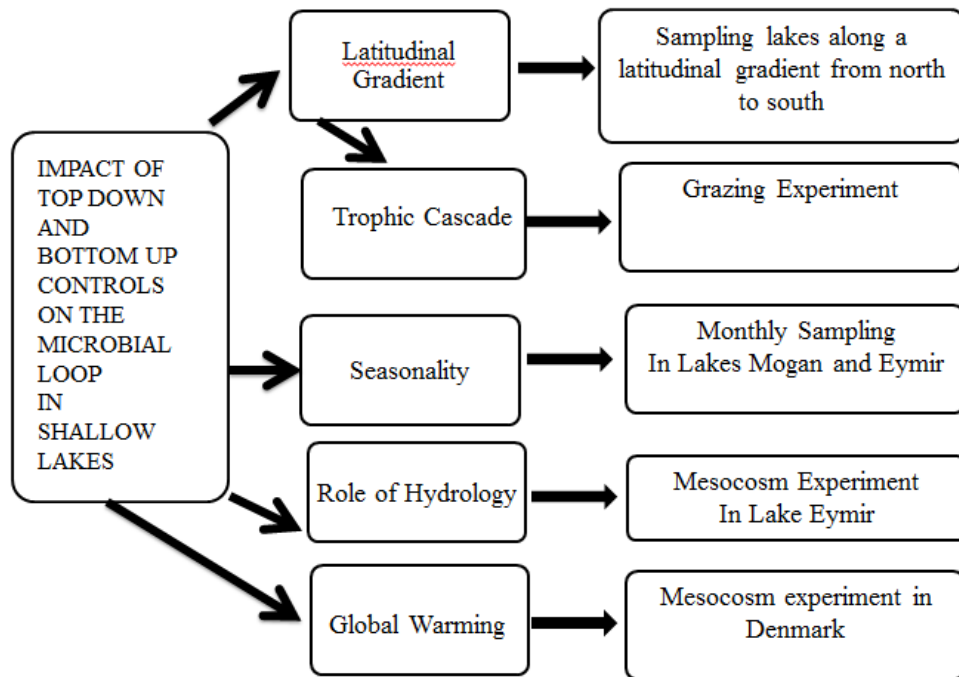 IMPACT OF
TOP DOWN
AND
BOTTOM UP
CONTROLS
ON THE
MICROBIAL
LOOP
IN
SHALLOW
LAKES
Latitudinal
Gradient
Sampling lakes along a
latitudinal gradient from north
to south
Trophic Cascade
Grazing Experiment
Seasonality
Monthly Sampling
In Lakes Mogan and Eymir
Role of Hydrology
Mesocosm Experiment
In Lake Eymir
Global Warming
Mesocosm experiment in
Denmark